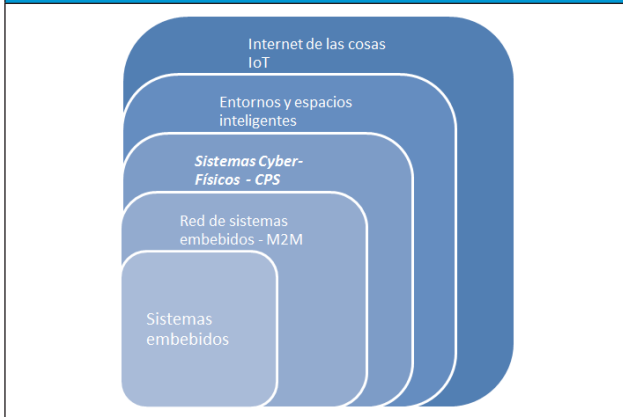 Internet de las cosas
IoT
Entornos y espacios
inteligentes
Sistemas Cyber-
Físicos - CPS
Red de sistemas
embebidos - M2M
Sistemas
embebidos